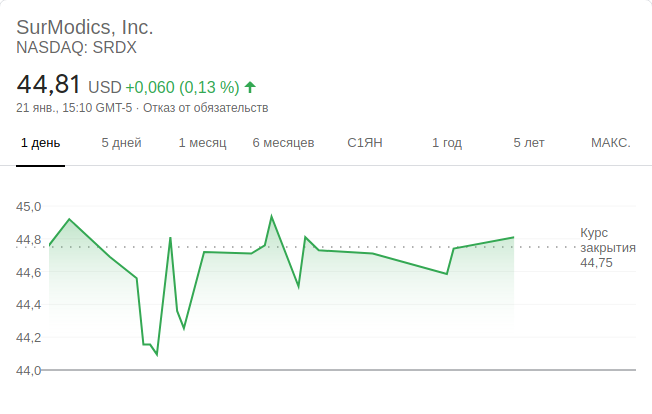 SurModics, Inc.
NASDAQ: SRDX
44,81 USD +0,060 (0,13 %)
21 янв., 15:10 GMT-5 · Отказ от обязательств
1 день 5 дней 1 месяц 6 месяцев С1ЯН 1 год 5 лет МАКС.
45,0
44,8
44,6
44,4
44,2
44,0
Курс
закрытия
44,75